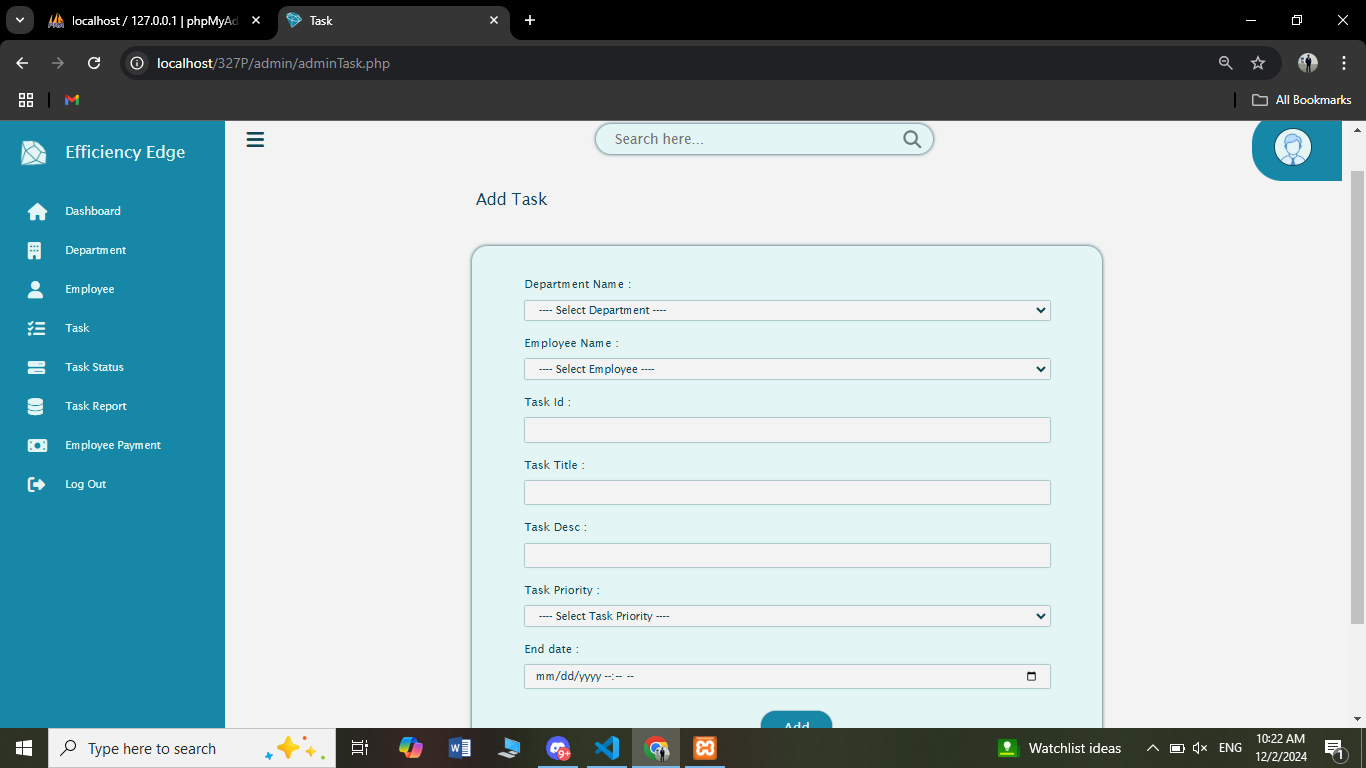 localhost / 127.0.0.1 | phpMyAd
Task
localhost/327P/admin/adminTask.php
All Bookmarks
Efficiency Edge
Search here...
Dashboard
Department
Employee
Task
Task Status
Task Report
Employee Payment
Log Out
Add Task
Department Name :
---- Select Department ----
Employee Name :
---- Select Employee ----
Task Id :
Task Title :
Task Desc :
Task Priority :
---- Select Task Priority ----
End date :
mm/dd/yyyy --:-- --
Add
Type here to search
9+
Watchlist ideas
ENG
10:22 AM
12/2/2024
1